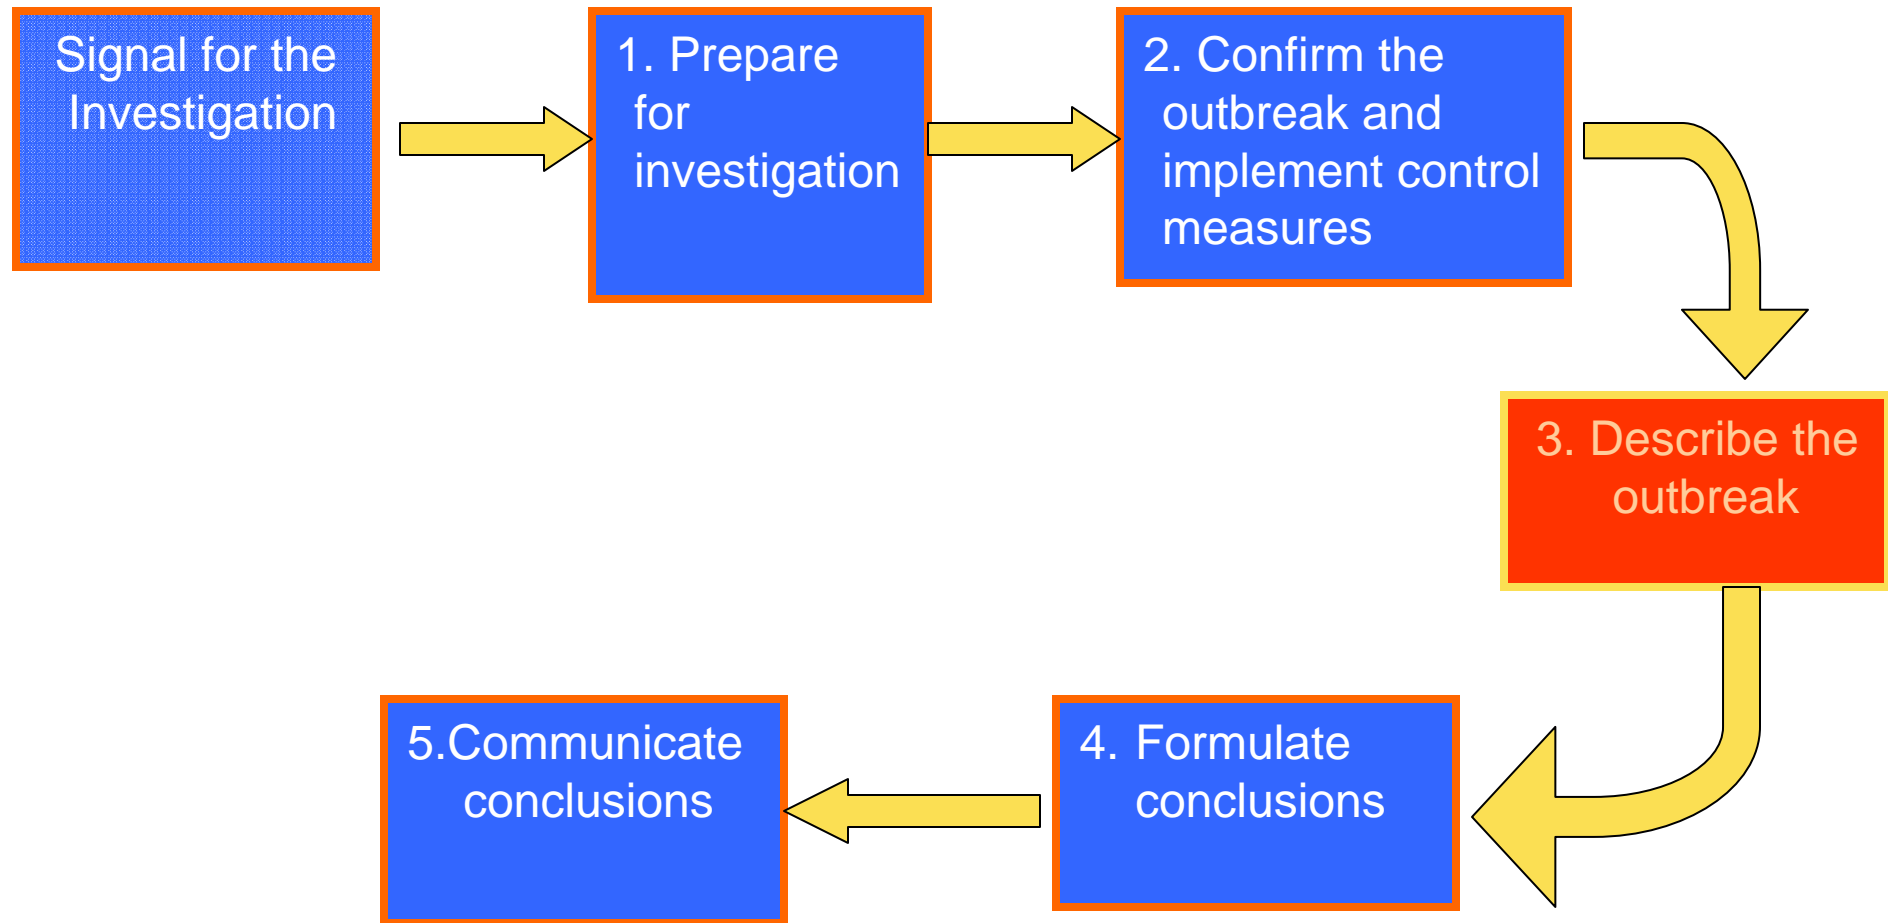 Signal for the
Investigation
1. Prepare
for
investigation
2. Confirm the
outbreak and
implement control
measures
3. Describe the
outbreak
4. Formulate
conclusions
5.Communicate
conclusions